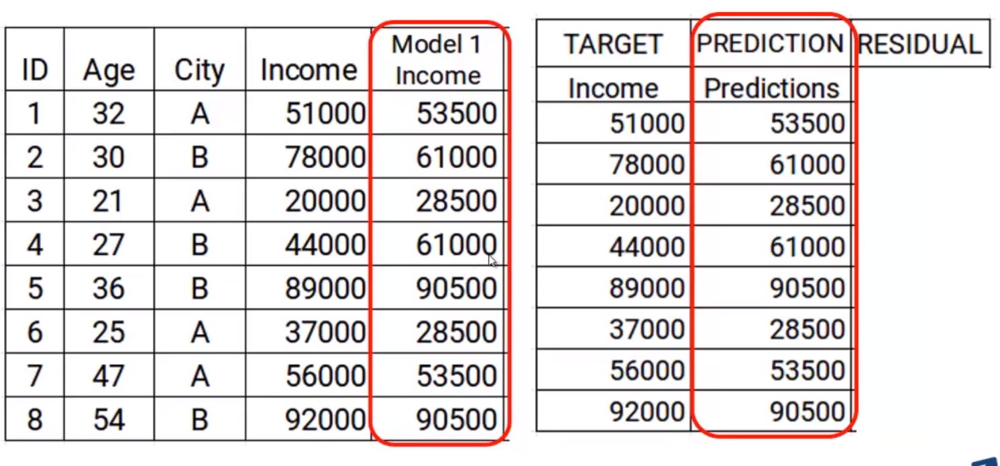 ID Age City Income Model 1 Income
1 32 A 51000 53500
2 30 B 78000 61000
3 21 A 20000 28500
4 27 B 44000 61000
5 36 B 89000 90500
6 25 A 37000 28500
7 47 A 56000 53500
8 54 B 92000 90500
TARGET PREDICTION RESIDUAL
Income Predictions
51000 53500
78000 61000
20000 28500
44000 61000
89000 90500
37000 28500
56000 53500
92000 90500